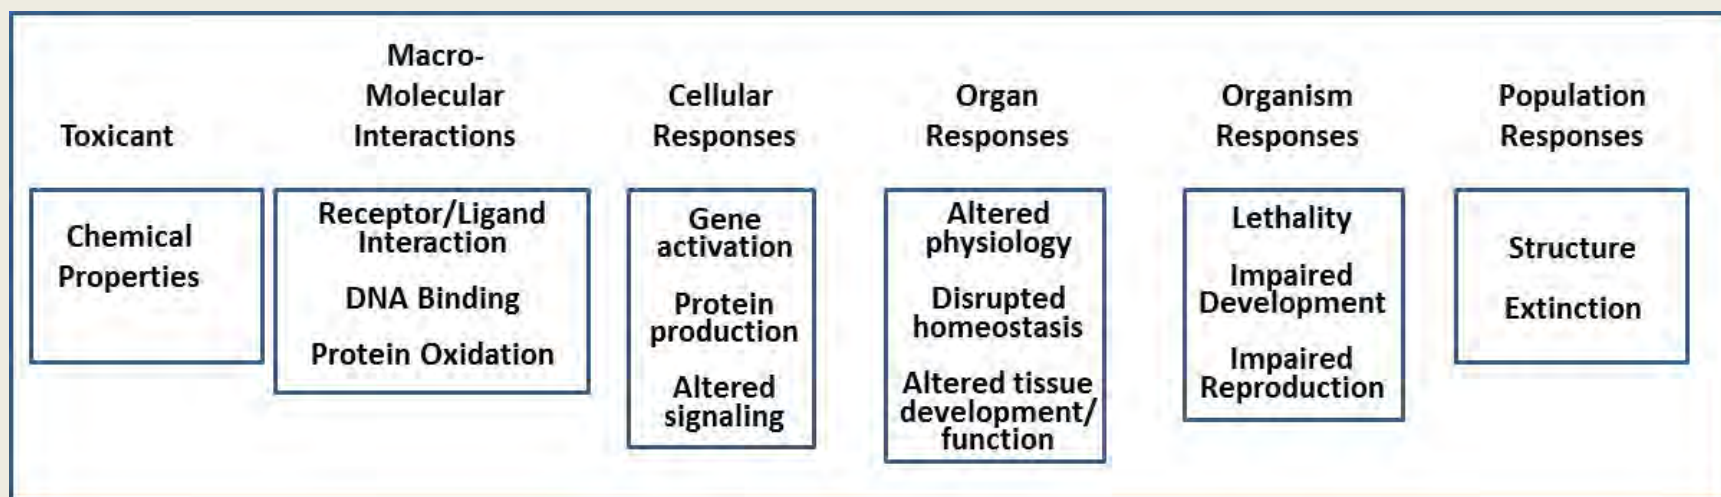 Toxicant
Macro-
Molecular
Interactions
Cellular
Responses
Organ
Responses
Organism
Responses
Population
Responses
Chemical
Properties
Receptor/Ligand
Interaction
DNA Binding
Protein Oxidation
Gene
activation
Protein
production
Altered
signaling
Altered
physiology
Disrupted
homeostasis
Altered tissue
development/
function
Lethality
Impaired
Development
Impaired
Reproduction
Structure
Extinction